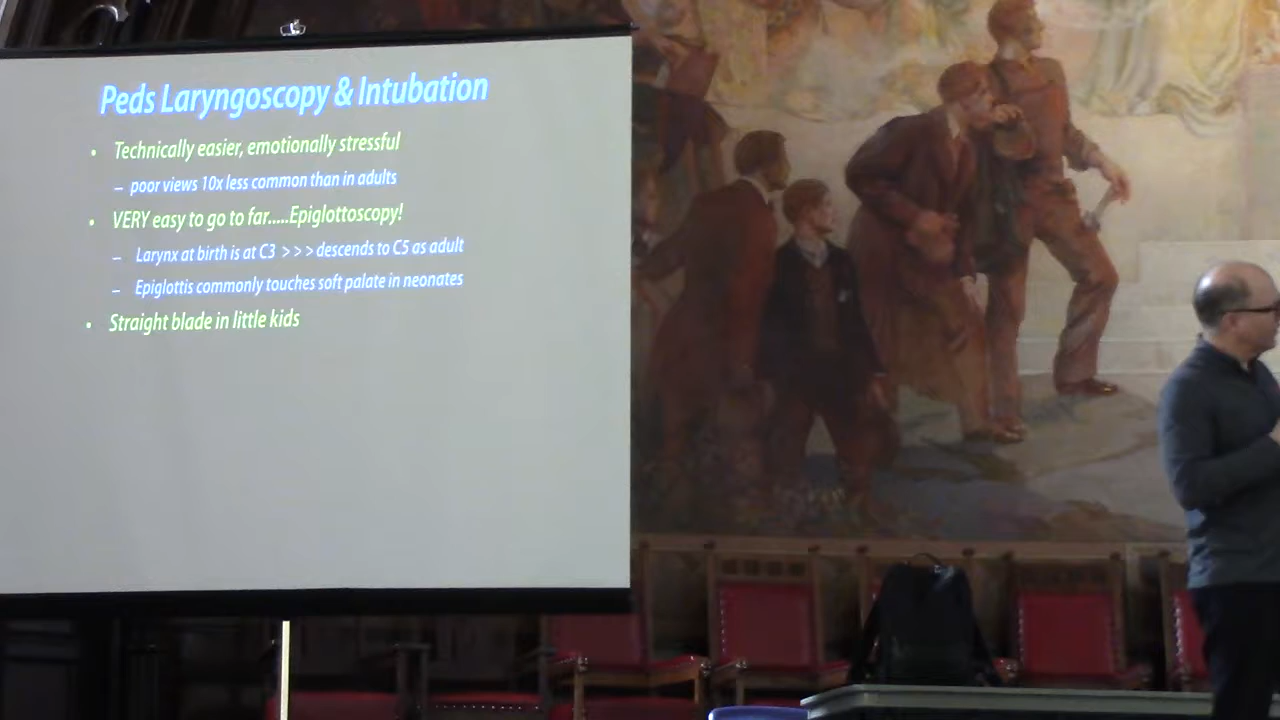 Peds Laryngoscopy & Intubation
• Technically easier, emotionally stressful
– poor views 10x less common than in adults
• VERY easy to go to far.....Epiglottoscopy!
– Larynx at birth is at C3 >>> descends to C5 as adult
– Epiglottis commonly touches soft palate in neonates
• Straight blade in little kids